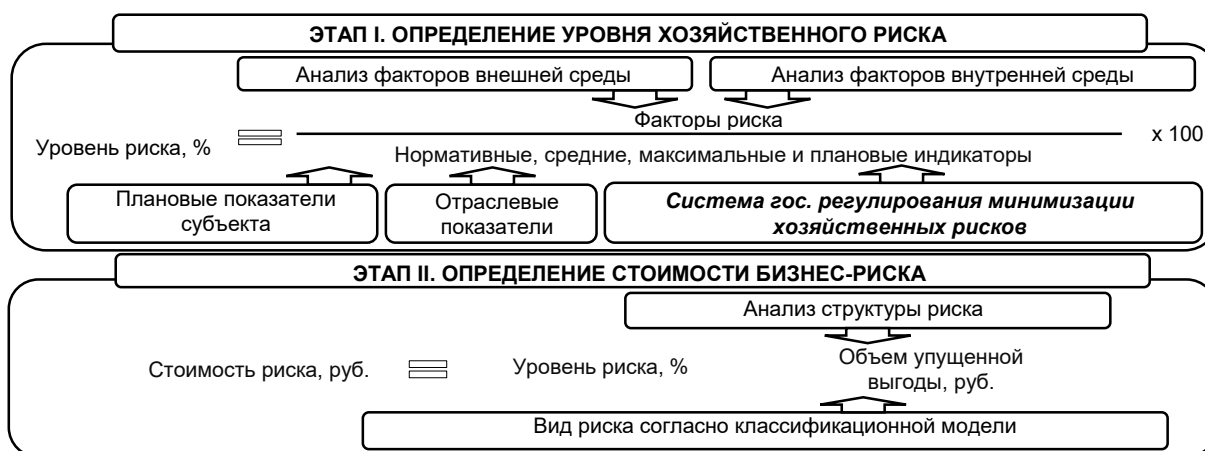 ЭТАП I. ОПРЕДЕЛЕНИЕ УРОВНЯ ХОЗЯЙСТВЕННОГО РИСКА
Анализ факторов внешней среды
Анализ факторов внутренней среды
Факторы риска
Уровень риска, %
х 100
Нормативные, средние, максимальные и плановые индикаторы
Плановые показатели
субъекта
Отраслевые
показатели
Система гос. регулирования минимизации
хозяйственных рисков
ЭТАП II. ОПРЕДЕЛЕНИЕ СТОИМОСТИ БИЗНЕС-РИСКА
Анализ структуры риска
Стоимость риска, руб.
Уровень риска, %
Объем упущенной
выгоды, руб.
Вид риска согласно классификационной модели